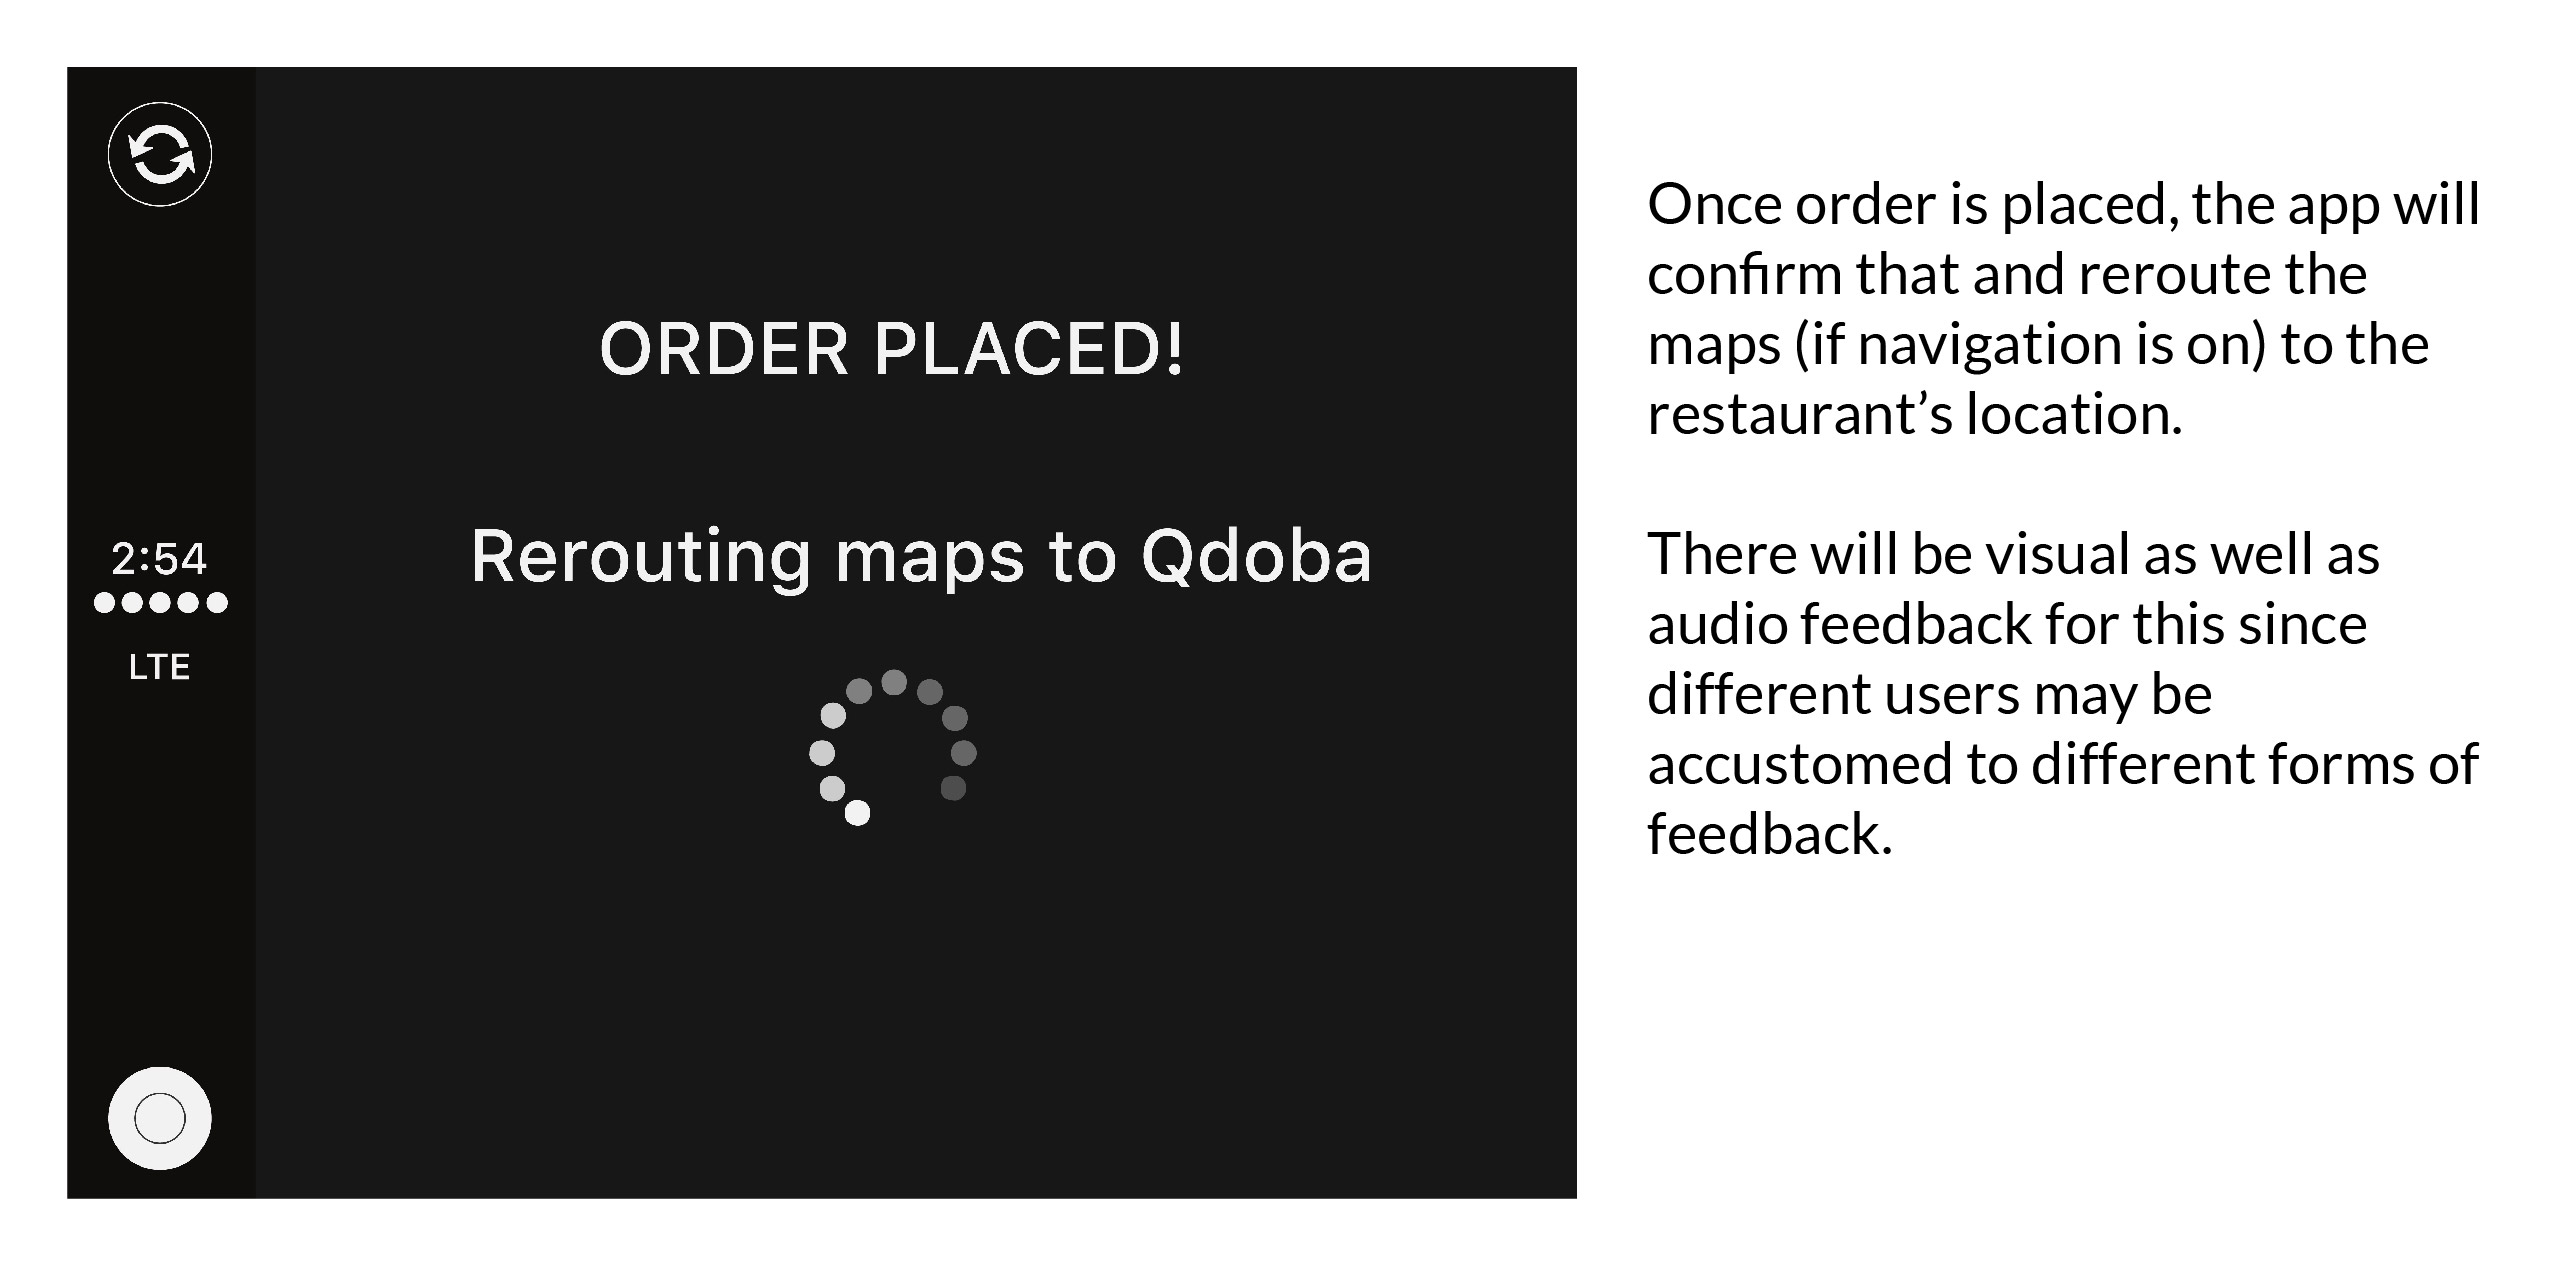 ORDER PLACED!
Rerouting maps to Qdoba
2:54
LTE
Once order is placed, the app will
confirm that and reroute the
maps (if navigation is on) to the
restaurant’s location.
There will be visual as well as
audio feedback for this since
different users may be
accustomed to different forms of
feedback.